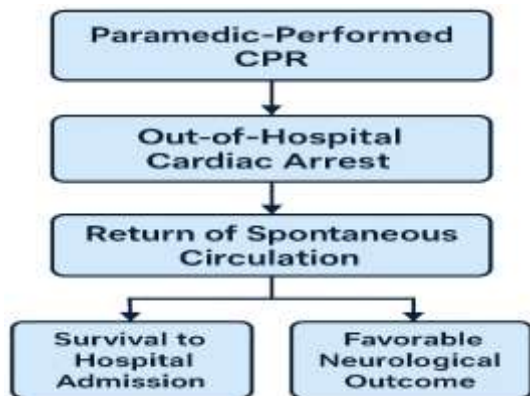 Paramedic-Performed
CPR
Out-of-Hospital
Cardiac Arrest
Return of Spontaneous
Circulation
Survival to
Hospital
Admission
Favorable
Neurological
Outcome